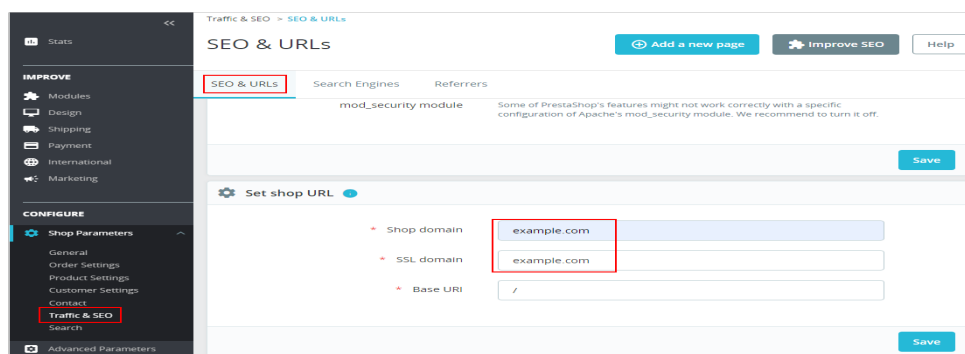 <<
Stats
IMPROVE
Modules
Design
Shipping
Payment
International
Marketing
CONFIGURE
Shop Parameters
General
Order Settings
Product Settings
Customer Settings
Contact
Traffic & SEO
Search
Advanced Parameters
Traffic & SEO > SEO & URLs
SEO & URLs
Add a new page
Improve SEO
Help
SEO & URLs
Search Engines
Referrers
mod_security module
Some of PrestaShop's features might not work correctly with a specific
configuration of Apache's mod_security module. We recommend to turn it off.
Save
Set shop URL
* Shop domain
example.com
* SSL domain
example.com
* Base URI
/
Save